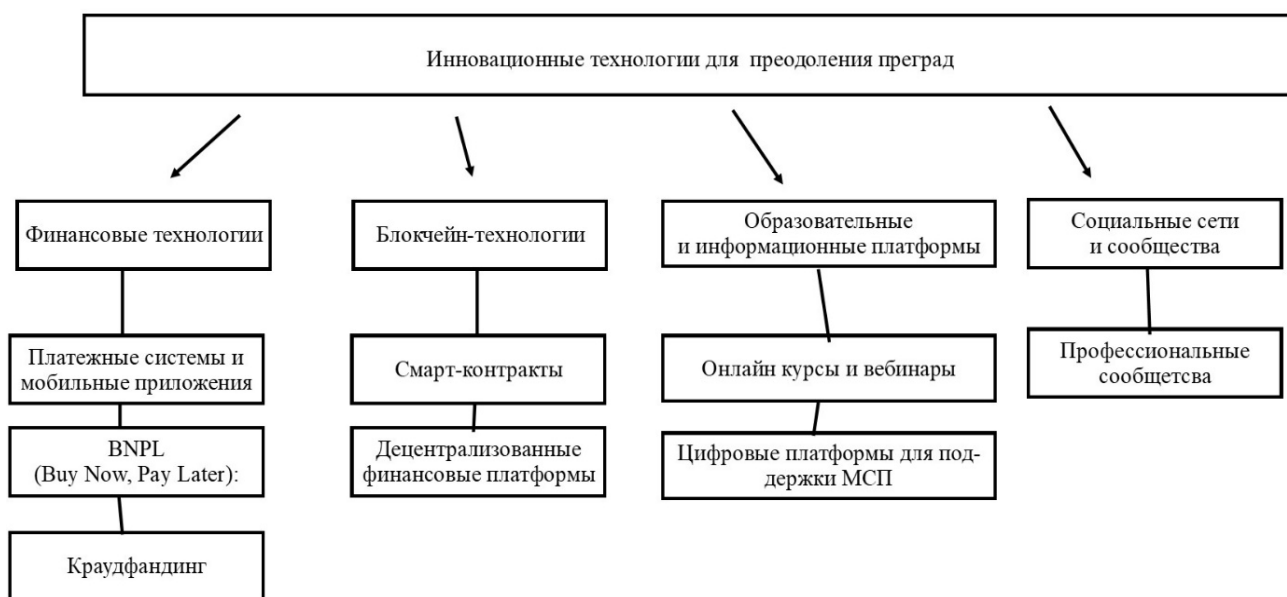 Инновационные технологии для преодоления преград
Финансовые технологии
Блокчейн-технологии
Образовательные
и информационные платформы
Социальные сети
и сообщества
Платежные системы и
мобильные приложения
Смарт-контракты
Онлайн курсы и вебинары
Профессиональные
сообщетсва
BNPL
(Buy Now, Pay Later):
Децентрализованные
финансовые платформы
Цифровые платформы для под-
держки МСП
Краудфандинг